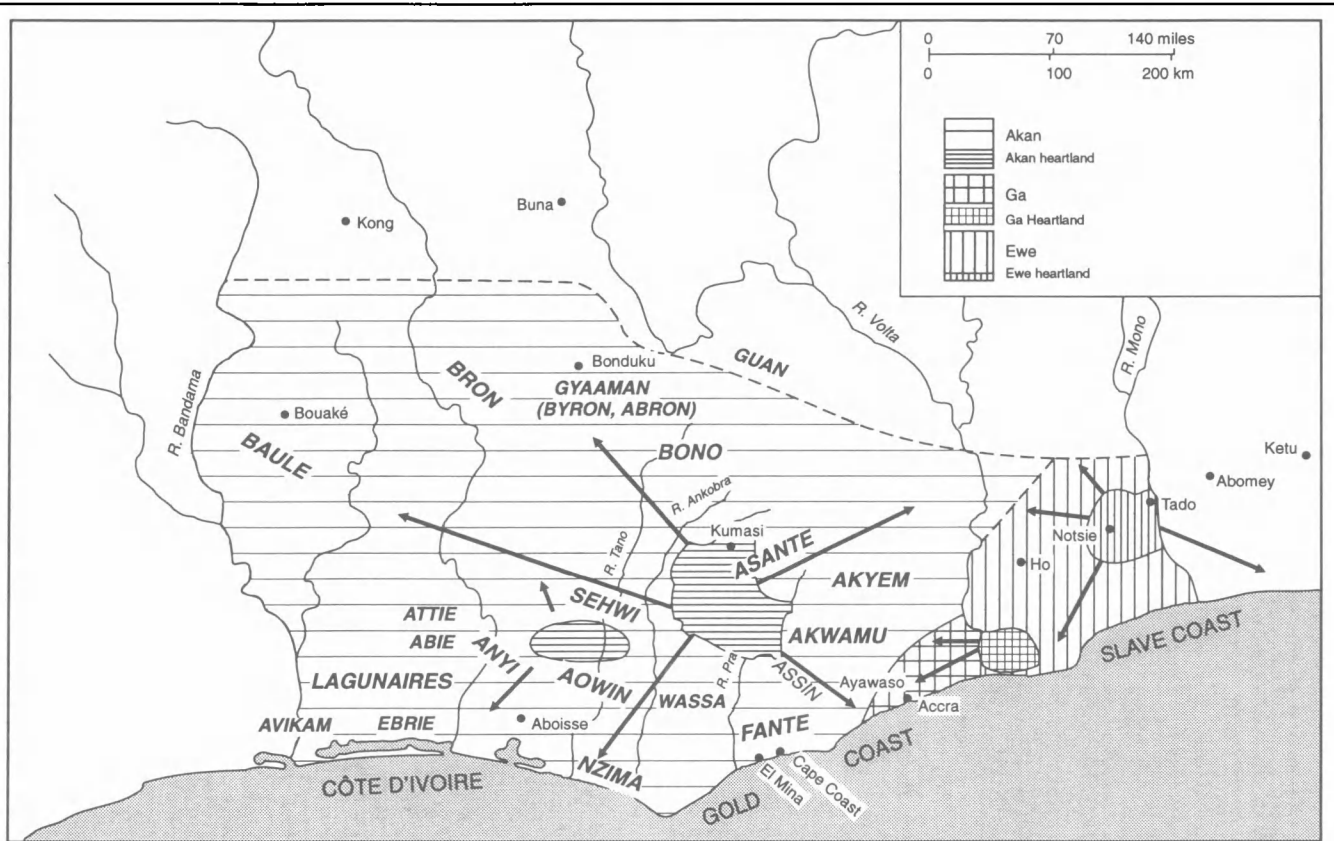 0 70 140 miles
0 100 200 km
Akan
Akan heartland
Ga
Ga Heartland
Ewe
Ewe heartland
Buna
Kong
R. Volta
R. Mono
GUAN
Bonduku
BRON
GYAAMAN
(BYRON, ABRON)
R. Bandama
Bouaké
BAULE
BONO
Ketu
Abomey
R. Ankobra
Tado
Kumasi
Notsie
R. Tano
ASANTE
Ho
AKYEM
SEHWI
ATTIE
ABIE
ANYI
AKWAMU
SLAVE COAST
R. Pra
ASSIN
AOWIN
LAGUNAIRES
WASSA
Ayawaso
Accra
AVIKAM
EBRIE
Aboisse
FANTE
COAST
NZIMA
El Mina
Cape Coast
CÔTE D'IVOIRE
GOLD